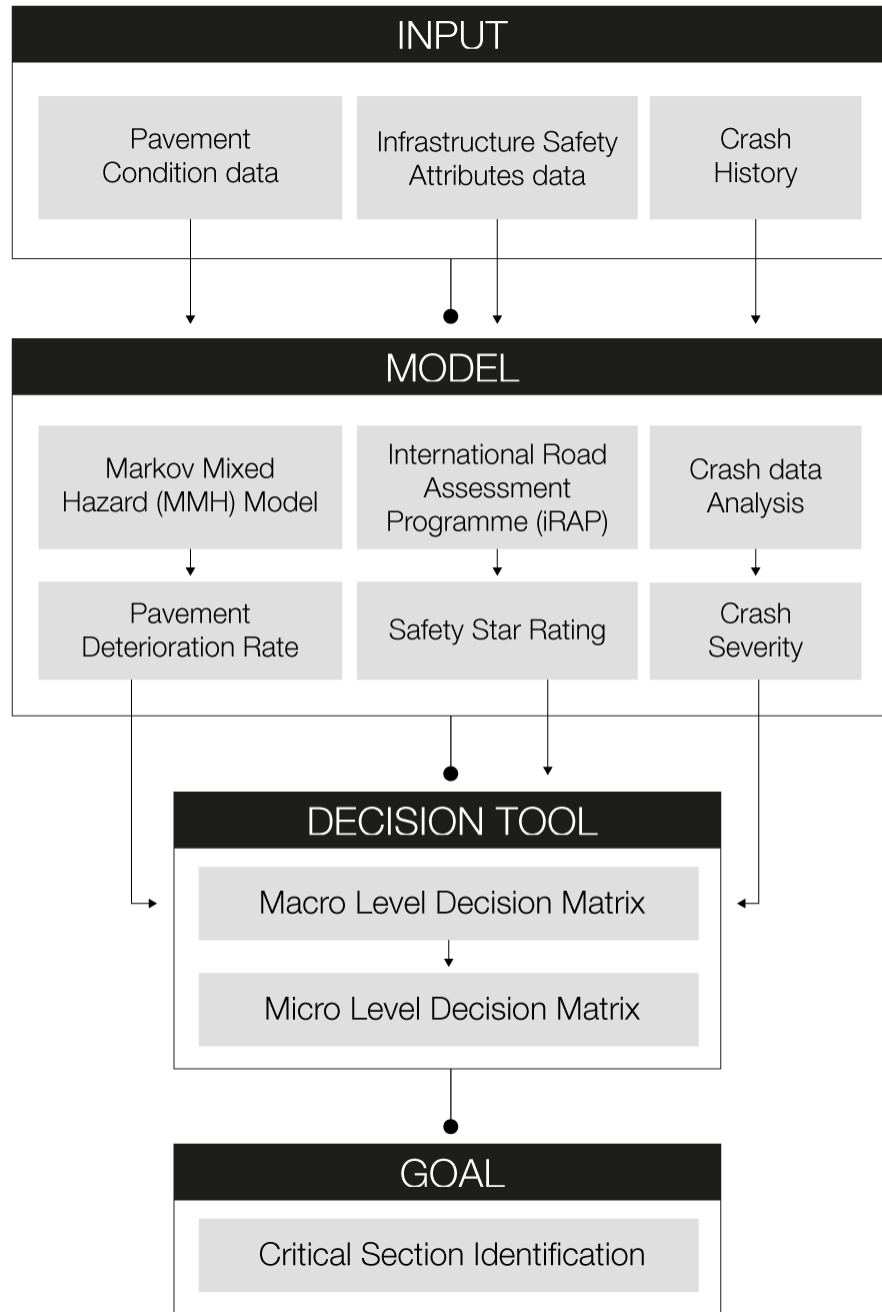 INPUT
Pavement
Condition data
Infrastructure Safety
Attributes data
Crash
History
MODEL
Markov Mixed
Hazard (MMH) Model
International Road
Assessment
Programme (iRAP)
Crash data
Analysis
Pavement
Deterioration Rate
Safety Star Rating
Crash
Severity
DECISION TOOL
Macro Level Decision Matrix
Micro Level Decision Matrix
GOAL
Critical Section Identification